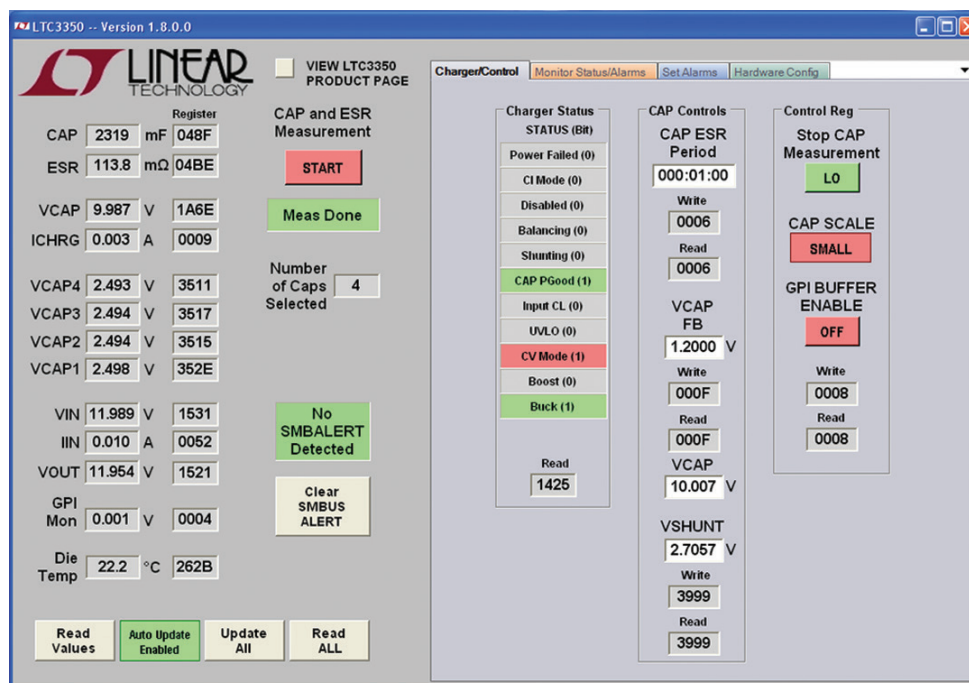 LTC3350 -- Version 1.8.0.0
LINEAR
TECHNOLOGY
VIEW LTC3350
PRODUCT PAGE
Register
CAP 2319 mF 048F
ESR 113.8 mΩ 04BE
VCAP 9.987 V 1A6E
ICHRG 0.003 A 0009
VCAP4 2.493 V 3511
VCAP3 2.494 V 3517
VCAP2 2.494 V 3515
VCAP1 2.498 V 352E
VIN 11.989 V 1531
IIN 0.010 A 0052
VOUT 11.954 V 1521
GPI
Mon 0.001 V 0004
Die
Temp 22.2 °C 262B
CAP and ESR
Measurement
START
Meas Done
Number
of Caps
Selected
4
No
SMBALERT
Detected
Clear
SMBUS
ALERT
Read
Values
Auto Update
Enabled
Update
All
Read
ALL
Charger/Control Monitor Status/Alarms Set Alarms Hardware Config
Charger Status
STATUS (Bit)
Power Failed (0)
CI Mode (0)
Disabled (0)
Balancing (0)
Shunting (0)
CAP PGood (1)
Input CL (0)
UVLO (0)
CV Mode (1)
Boost (0)
Buck (1)
Read
1425
CAP Controls
CAP ESR
Period
000:01:00
Write
0006
Read
0006
VCAP
FB
1.2000 V
Write
000F
Read
000F
VCAP
10.007 V
VSHUNT
2.7057 V
Write
3999
Read
3999
Control Reg
Stop CAP
Measurement
LO
CAP SCALE
SMALL
GPI BUFFER
ENABLE
OFF
Write
0008
Read
0008